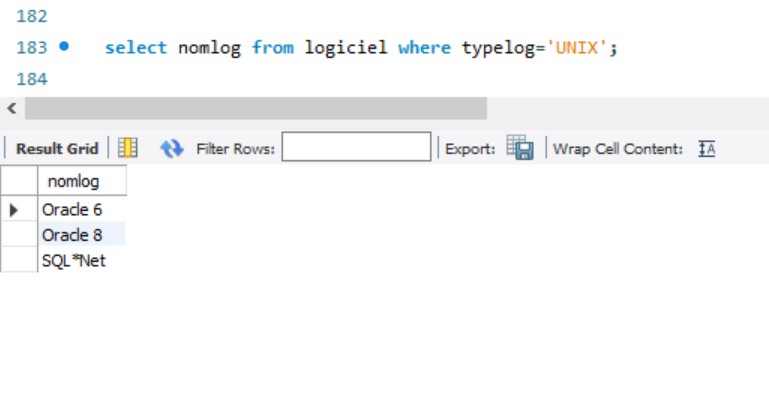 182
183 select nomlog from logiciel where typelog='UNIX';
184
Result Grid Filter Rows: Export: Wrap Cell Content: IA
nomlog
Oracle 6
Oracle 8
SQL*Net